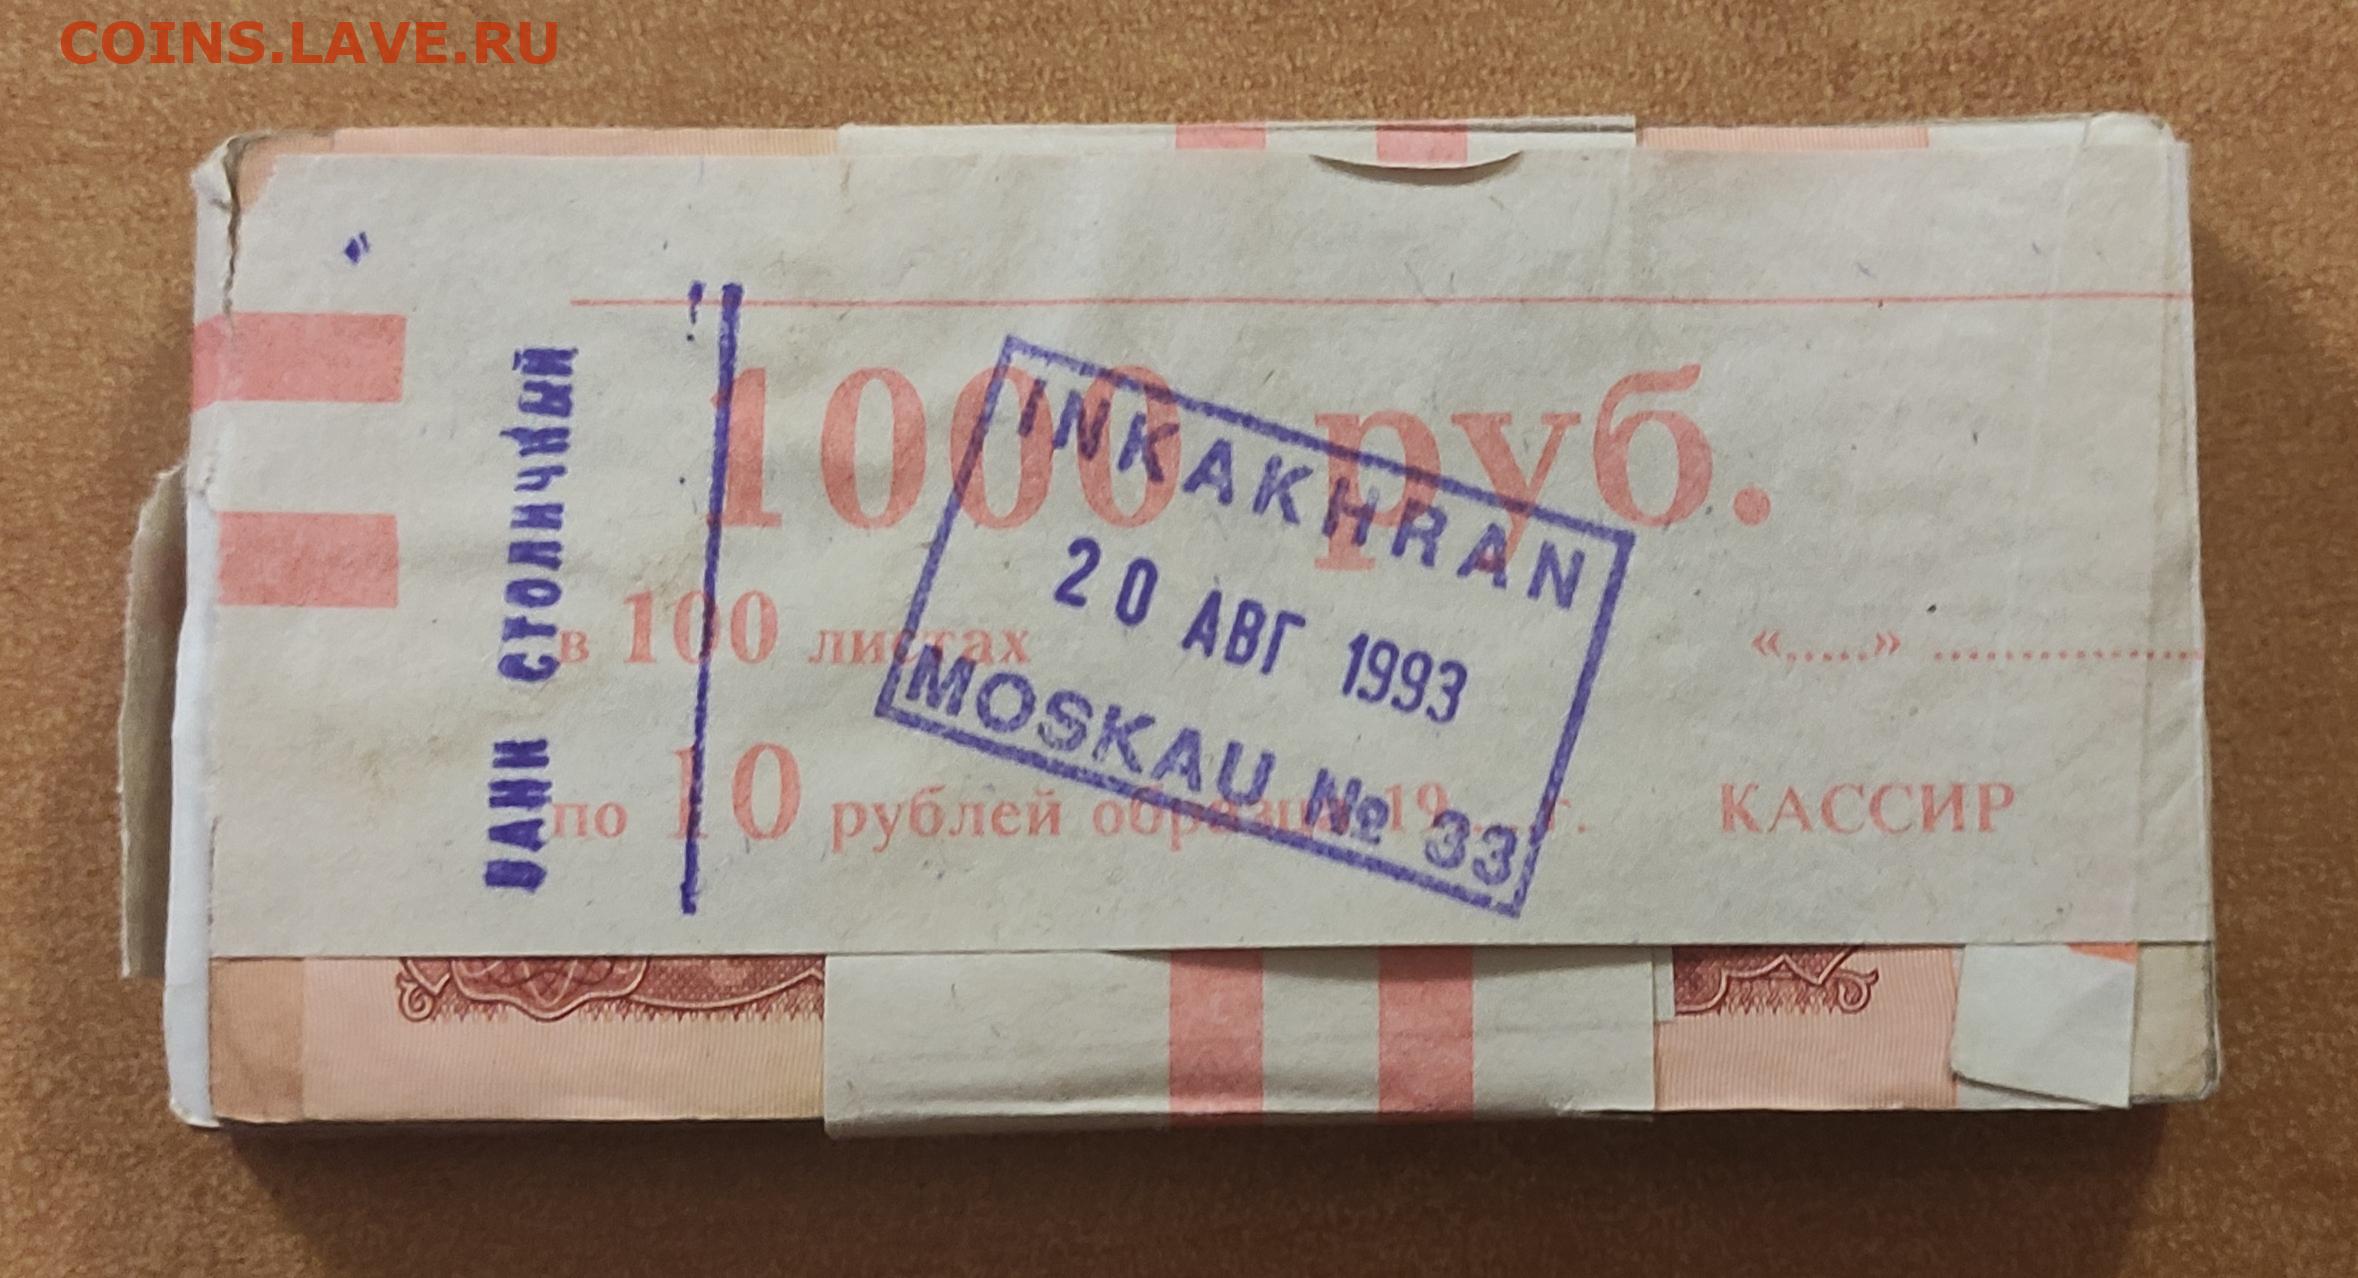 COINS.LAVE.RU
1000 руб.
в 100 листах
«.....» ....................
по 10 рублей образца 19... г.
КАССИР
БАНК СТОЛИЧНЫЙ
INKAKHRAN
20 АВГ 1993
MOSKAU № 33